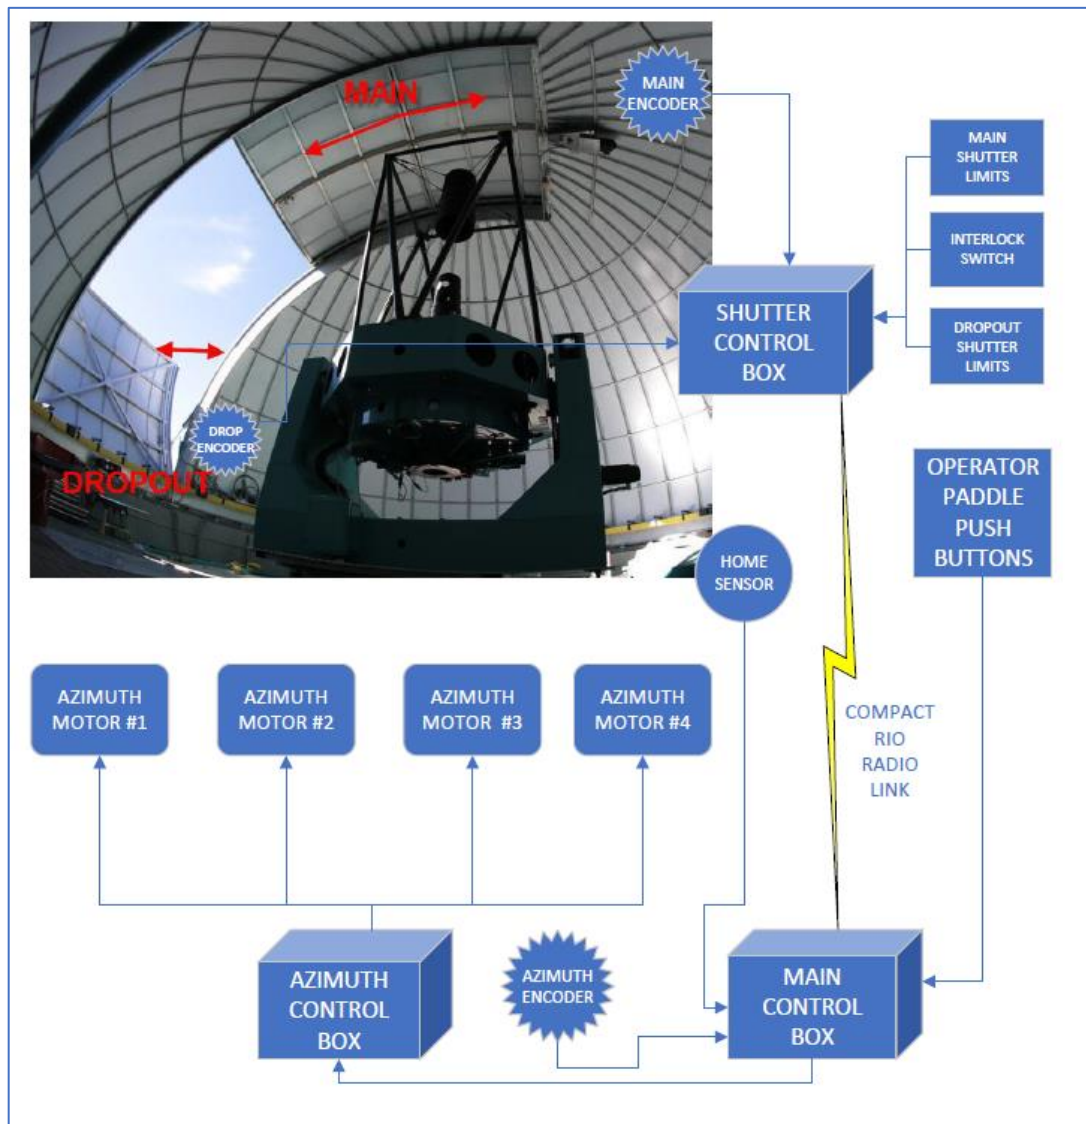 MAIN
MAIN
ENCODER
MAIN
SHUTTER
LIMITS
INTERLOCK
SWITCH
SHUTTER
CONTROL
BOX
DROPOUT
SHUTTER
LIMITS
DROP
ENCODER
DROPOUT
OPERATOR
PADDLE
PUSH
BUTTONS
HOME
SENSOR
AZIMUTH
MOTOR #1
AZIMUTH
MOTOR #2
AZIMUTH
MOTOR #3
AZIMUTH
MOTOR #4
COMPACT
RIO
RADIO
LINK
AZIMUTH
CONTROL
BOX
AZIMUTH
ENCODER
MAIN
CONTROL
BOX